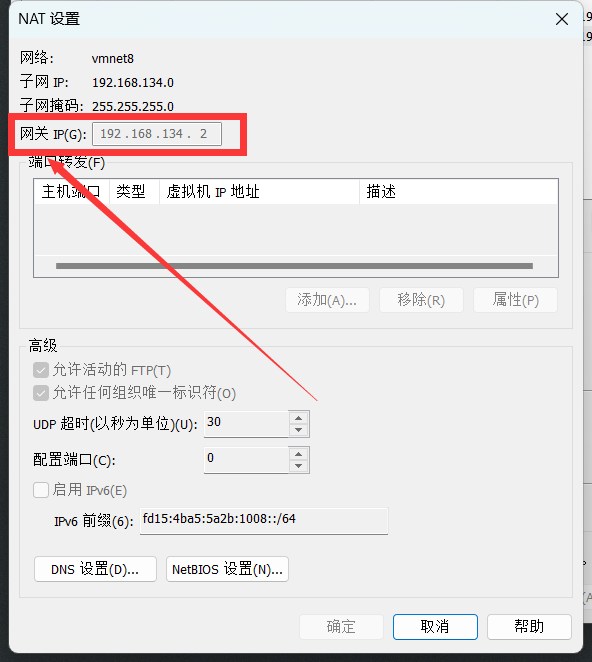 NAT 设置
网络: vmnet8
子网 IP: 192.168.134.0
子网掩码: 255.255.255.0
网关 IP(G): 192 . 168 . 134 . 2
端口转发(F)
主机端口 类型 虚拟机 IP 地址 描述
添加(A)... 移除(R) 属性(P)
高级
允许活动的 FTP(T)
允许任何组织唯一标识符(O)
UDP 超时(以秒为单位)(U): 30
配置端口(C): 0
启用 IPv6(E)
IPv6 前缀(6): fd15:4ba5:5a2b:1008::/64
DNS 设置(D)... NetBIOS 设置(N)...
确定 取消 帮助